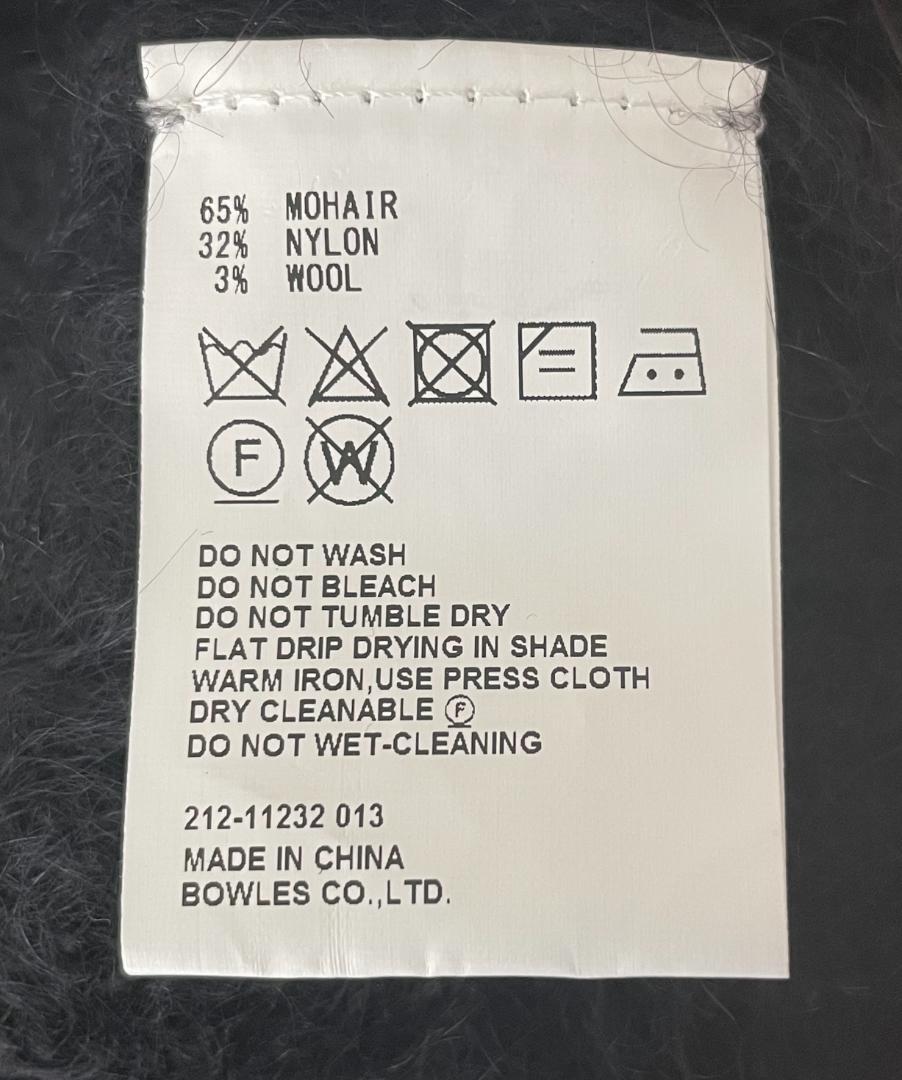 65% MOHAIR
32% NYLON
3% WOOL
F W
DO NOT WASH
DO NOT BLEACH
DO NOT TUMBLE DRY
FLAT DRIP DRYING IN SHADE
WARM IRON,USE PRESS CLOTH
DRY CLEANABLE Ⓕ
DO NOT WET-CLEANING
212-11232 013
MADE IN CHINA
BOWLES CO.,LTD.